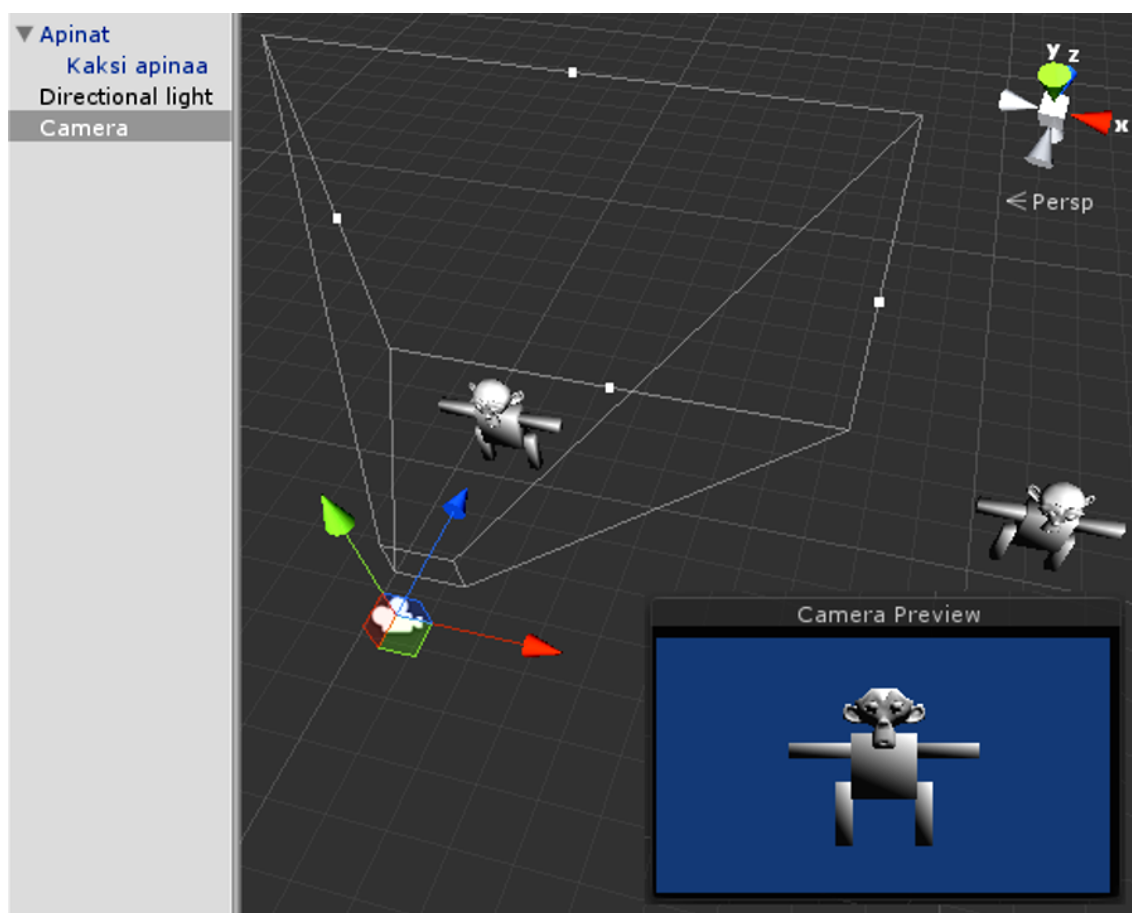 Apinat
Kaksi apinaa
Directional light
Camera
y z
x
Persp
Camera Preview